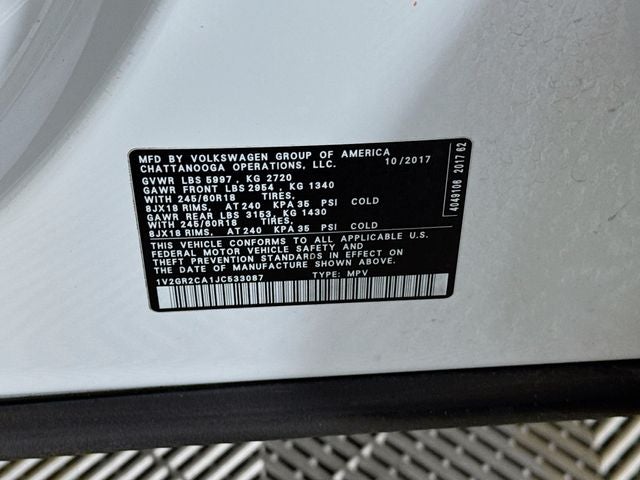 MFD BY VOLKSWAGEN GROUP OF AMERICA
CHATTANOOGA OPERATIONS, LLC. 10/2017
GVWR LBS 5997 , KG 2720
GAWR FRONT LBS 2954 , KG 1340
WITH 245/60R18 TIRES,
8JX18 RIMS, AT 240 KPA 35 PSI COLD
GAWR REAR LBS 3153, KG 1430
WITH 245/60R18 TIRES,
8JX18 RIMS, AT 240 KPA 35 PSI COLD
THIS VEHICLE CONFORMS TO ALL APPLICABLE U.S.
FEDERAL MOTOR VEHICLE SAFETY AND
THEFT PREVENTION STANDARDS IN EFFECT ON
THE DATE OF MANUFACTURE SHOWN ABOVE.
1V2GR2CA1JC533087 TYPE: MPV
4049106 2017 62